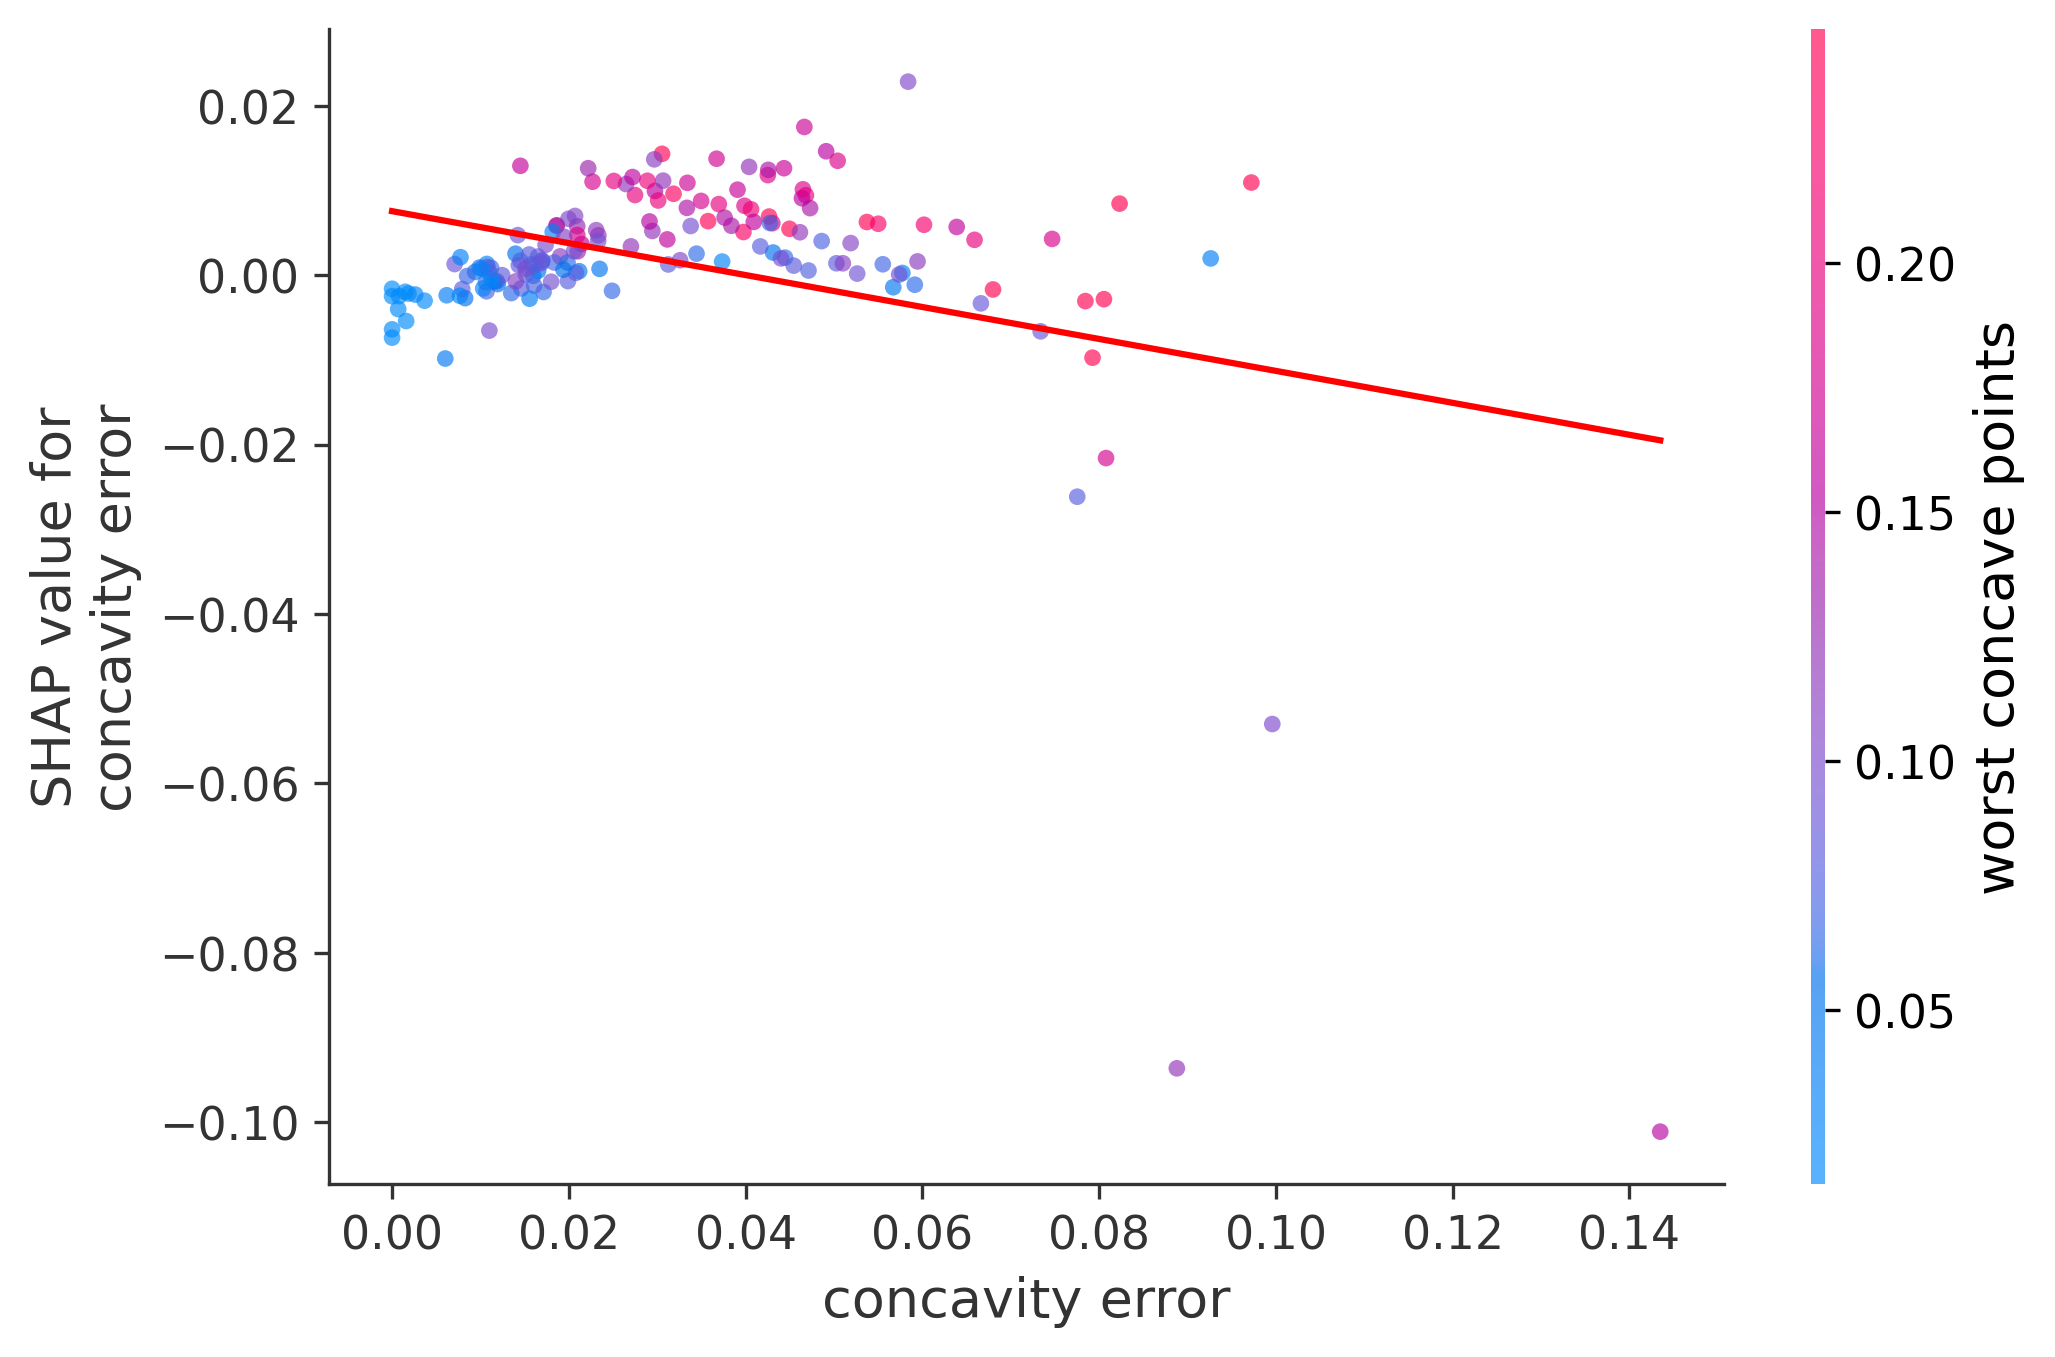 0.02
0.00
−0.02
−0.04
−0.06
−0.08
−0.10
SHAP value for
concavity error
0.00 0.02 0.04 0.06 0.08 0.10 0.12 0.14
concavity error
0.20
0.15
0.10
0.05
worst concave points